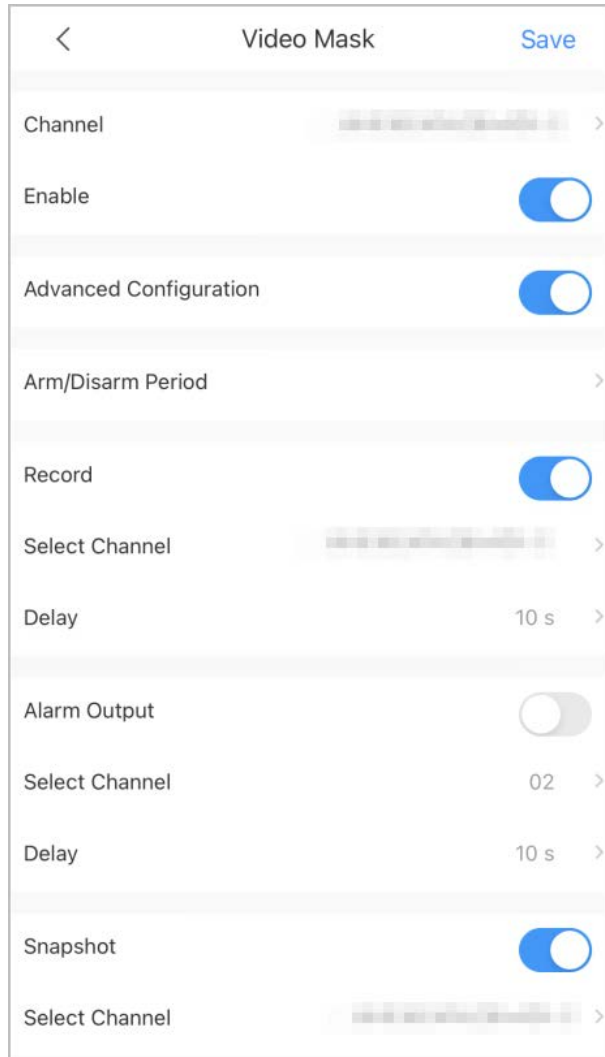 Video Mask Save
Channel
Enable
Advanced Configuration
Arm/Disarm Period
Record
Select Channel
Delay 10 s
Alarm Output
Select Channel 02
Delay 10 s
Snapshot
Select Channel